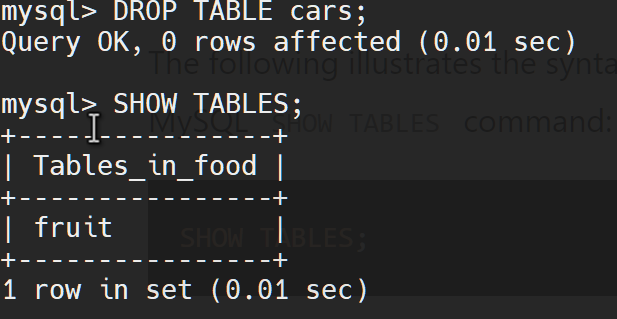 mysql> DROP TABLE cars;
Query OK, 0 rows affected (0.01 sec)
The following illustrates the synta
mysql> SHOW TABLES;
MySQL SHOW TABLES command:
+----------------+
| Tables_in_food |
+----------------+
| fruit          |
SHOW TABLES;
+----------------+
1 row in set (0.01 sec)